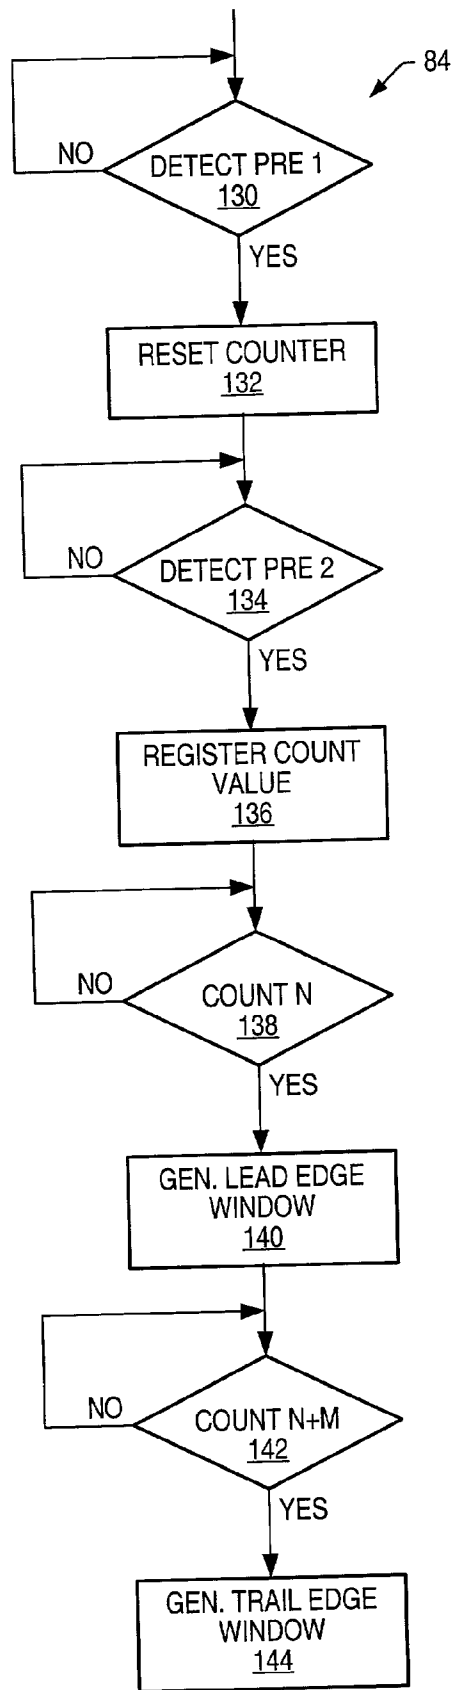 84
NO
DETECT PRE 1
130
YES
RESET COUNTER
132
NO
DETECT PRE 2
134
YES
REGISTER COUNT
VALUE
136
NO
COUNT N
138
YES
GEN. LEAD EDGE
WINDOW
140
NO
COUNT N+M
142
YES
GEN. TRAIL EDGE
WINDOW
144